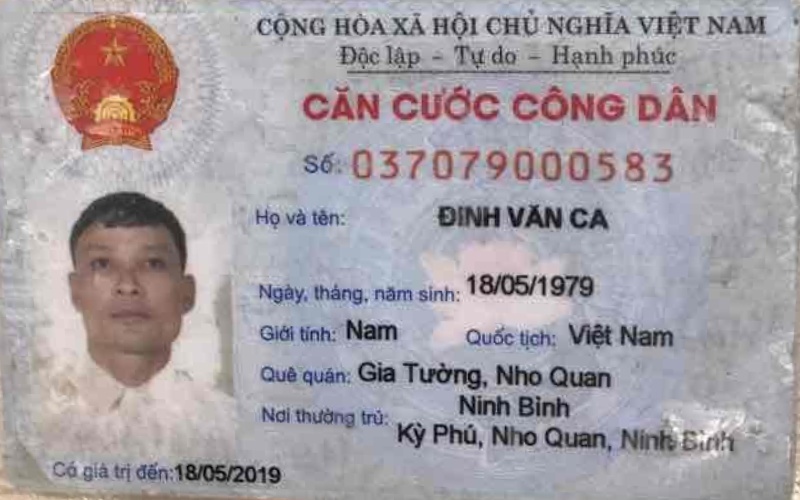 CỘNG HÒA XÃ HỘI CHỦ NGHĨA VIỆT NAM
Độc lập - Tự do - Hạnh phúc
CĂN CƯỚC CÔNG DÂN
Số: 037079000583
Họ và tên: ĐINH VĂN CA
Ngày, tháng, năm sinh: 18/05/1979
Giới tính: Nam Quốc tịch: Việt Nam
Quê quán: Gia Tường, Nho Quan
Ninh Bình
Nơi thường trú: Kỳ Phú, Nho Quan, Ninh Bình
Có giá trị đến: 18/05/2019